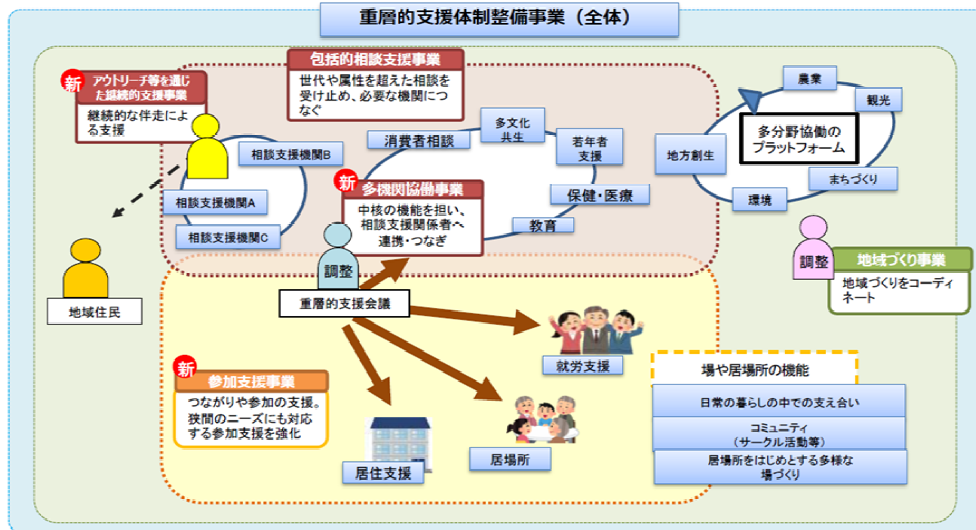 重層的支援体制整備事業（全体）
新
アウトリーチ等を通じ
た継続的支援事業
継続的な伴走によ
る支援
包括的相談支援事業
世代や属性を超えた相談を
受け止め、必要な機関につ
なぐ
相談支援機関B
相談支援機関A
相談支援機関C
消費者相談
多文化
共生
若年者
支援
保健・医療
教育
新
多機関協働事業
中核の機能を担い、
相談支援関係者へ
連携・つなぎ
調整
重層的支援会議
地域住民
農業
観光
多分野協働の
プラットフォーム
地方創生
まちづくり
環境
調整
地域づくり事業
地域づくりをコーディ
ネート
新
参加支援事業
つながりや参加の支援。
狭間のニーズにも対応
する参加支援を強化
就労支援
居住支援
居場所
場や居場所の機能
日常の暮らしの中での支え合い
コミュニティ
（サークル活動等）
居場所をはじめとする多様な
場づくり